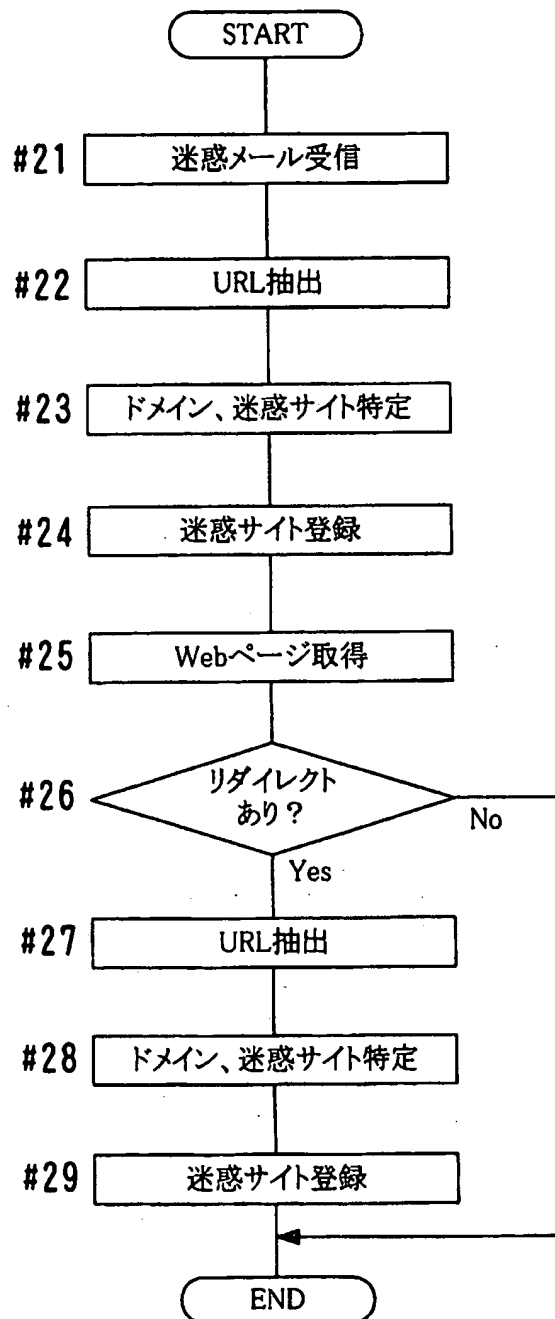 START
#21 迷惑メール受信
#22 URL抽出
#23 ドメイン、迷惑サイト特定
#24 迷惑サイト登録
#25 Webページ取得
リダイレクト
#26 あり？
No
Yes
#27 URL抽出
#28 ドメイン、迷惑サイト特定
#29 迷惑サイト登録
END